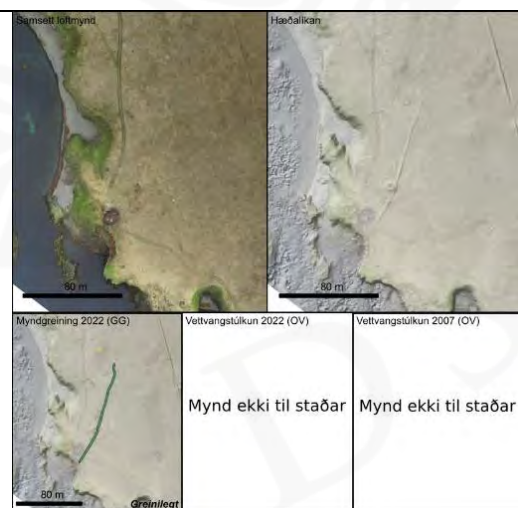 Samsett loftmynd
Hæðalíkan
80 m
80 m
Myndgreining 2022 (GG)
Vettvangstúlkun 2022 (OV)
Vettvangstúlkun 2007 (OV)
Mynd ekki til staðar
Mynd ekki til staðar
80 m
Greinilegt